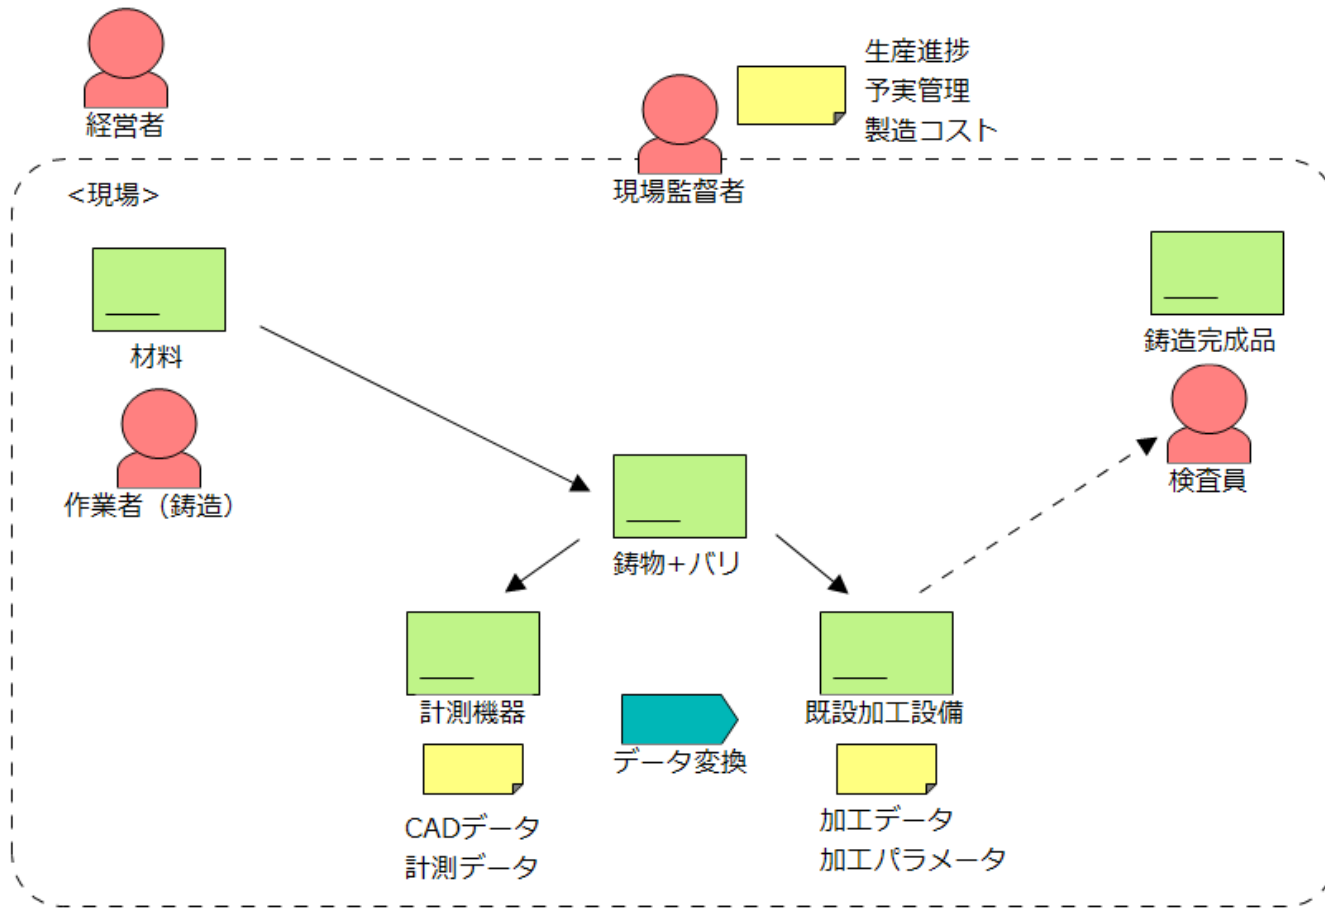 経営者
生産進捗
予実管理
製造コスト
現場監督者
<現場>
材料
鋳造完成品
作業者（鋳造）
検査員
鋳物+バリ
計測機器
データ変換
既設加工設備
CADデータ
計測データ
加工データ
加工パラメータ